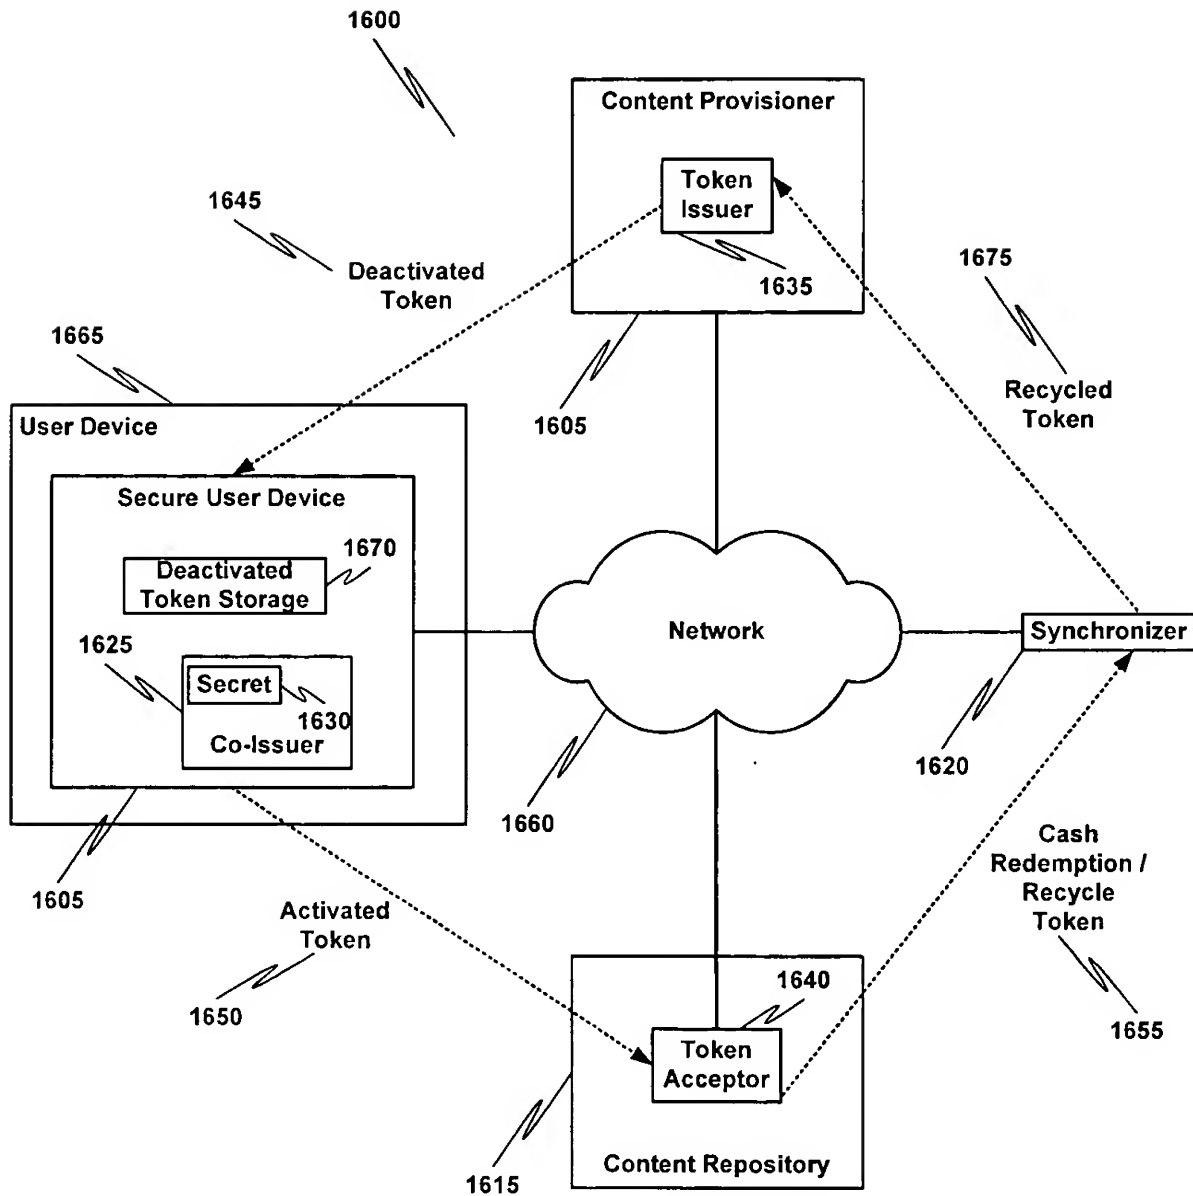 1600
Content Provisioner
Token
Issuer
1635
1645
Deactivated
Token
1675
Recycled
Token
1665
1605
User Device
Secure User Device
1670
Deactivated
Token Storage
1625
Secret
1630
Co-Issuer
Network
Synchronizer
1620
1660
1605
Activated
Token
1650
Cash
Redemption /
Recycle
Token
1655
1640
Token
Acceptor
Content Repository
1615